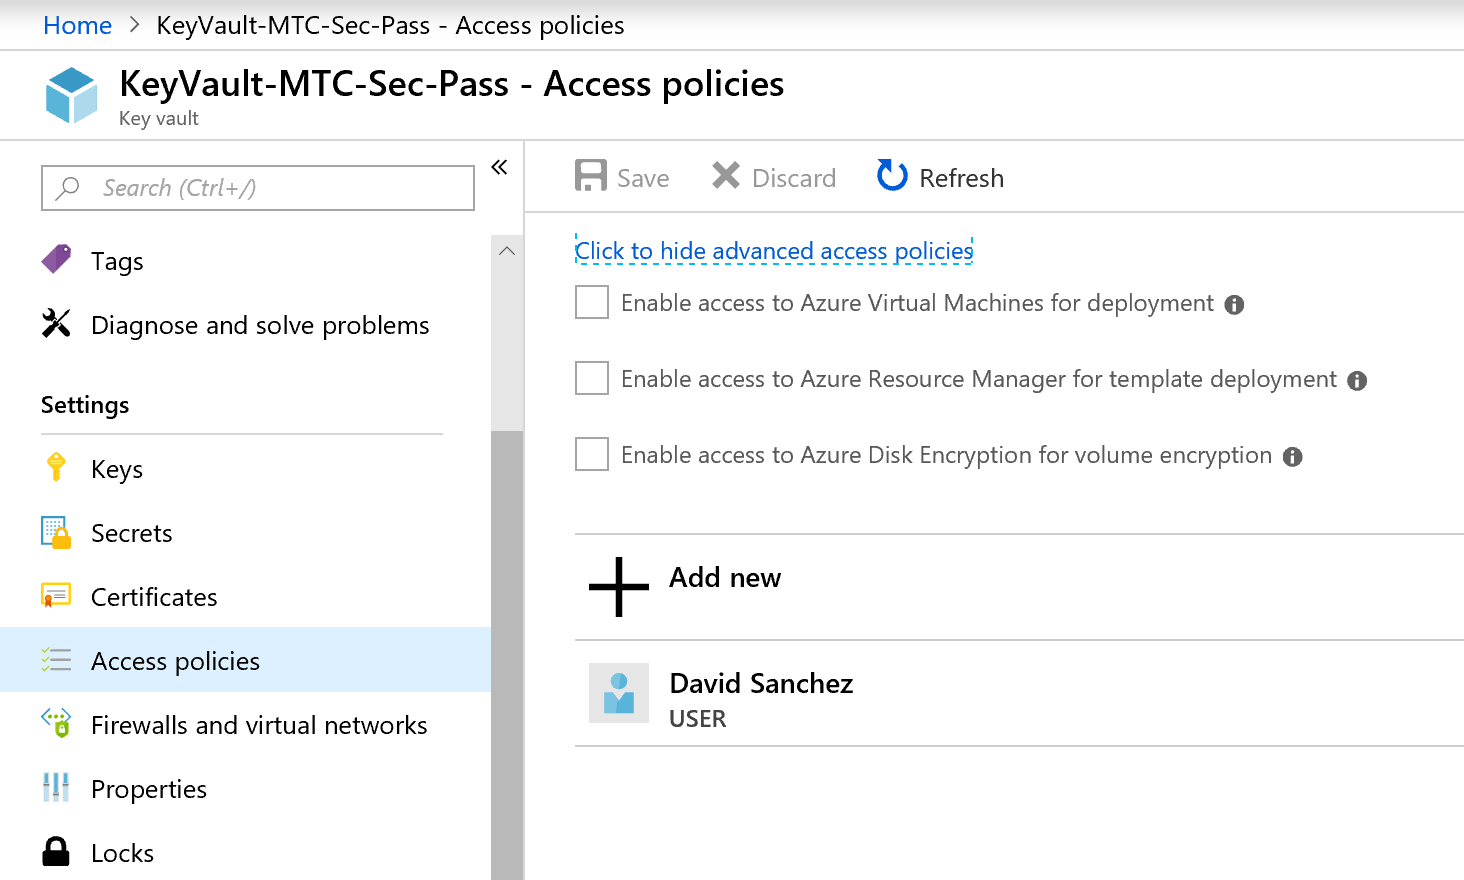 Home > KeyVault-MTC-Sec-Pass - Access policies
KeyVault-MTC-Sec-Pass - Access policies
Key vault
Search (Ctrl+/)
«
Tags
Diagnose and solve problems
Settings
Keys
Secrets
Certificates
Access policies
Firewalls and virtual networks
Properties
Locks
Save Discard Refresh
Click to hide advanced access policies
Enable access to Azure Virtual Machines for deployment
Enable access to Azure Resource Manager for template deployment
Enable access to Azure Disk Encryption for volume encryption
Add new
David Sanchez
USER